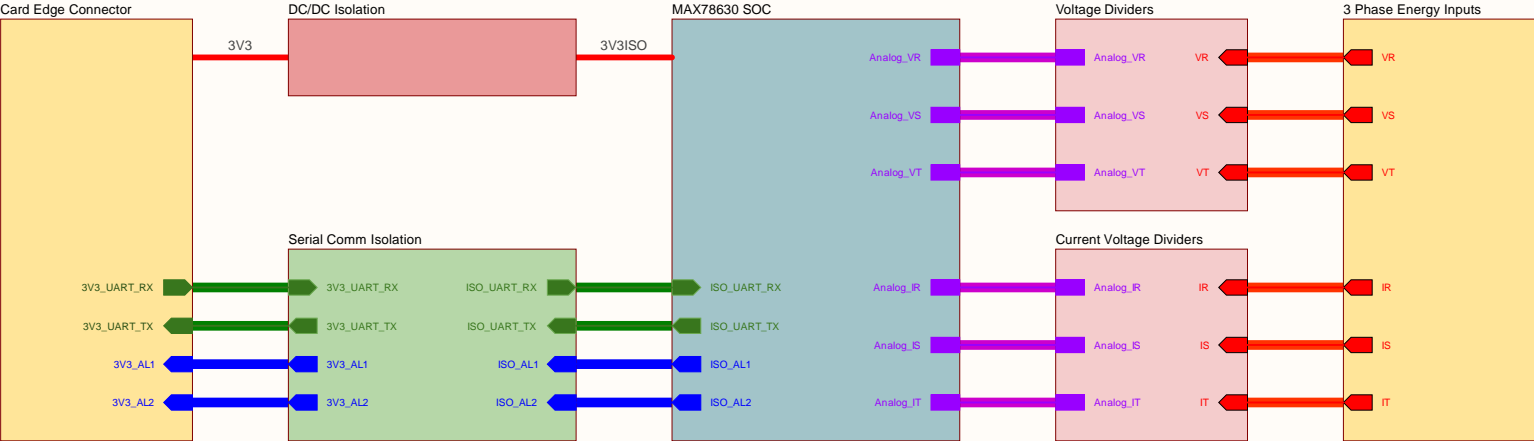 Card Edge Connector
DC/DC Isolation
MAX78630 SOC
Voltage Dividers
3 Phase Energy Inputs
3V3
3V3ISO
Analog_VR
Analog_VR
VR
VR
Analog_VS
Analog_VS
VS
VS
Analog_VT
Analog_VT
VT
VT
Serial Comm Isolation
Current Voltage Dividers
3V3_UART_RX
3V3_UART_RX
ISO_UART_RX
ISO_UART_RX
Analog_IR
Analog_IR
IR
IR
3V3_UART_TX
3V3_UART_TX
ISO_UART_TX
ISO_UART_TX
Analog_IS
Analog_IS
IS
IS
3V3_AL1
3V3_AL1
ISO_AL1
ISO_AL1
3V3_AL2
3V3_AL2
ISO_AL2
ISO_AL2
Analog_IT
Analog_IT
IT
IT